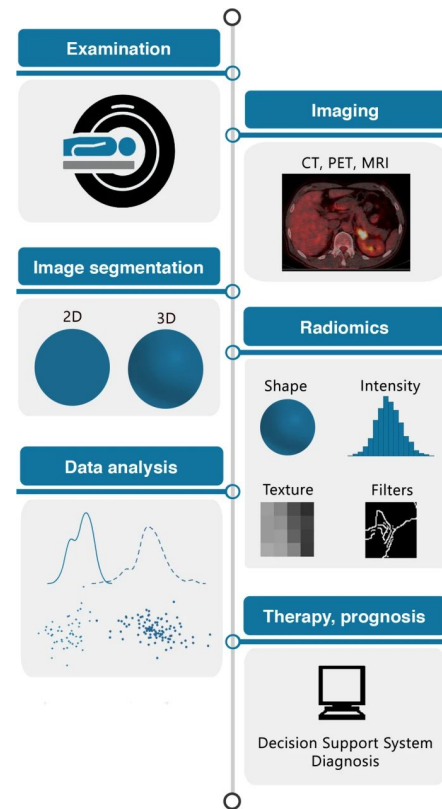 Examination
Imaging
CT, PET, MRI
Image segmentation
2D
3D
Radiomics
Shape
Intensity
Texture
Filters
Data analysis
Therapy, prognosis
Decision Support System
Diagnosis